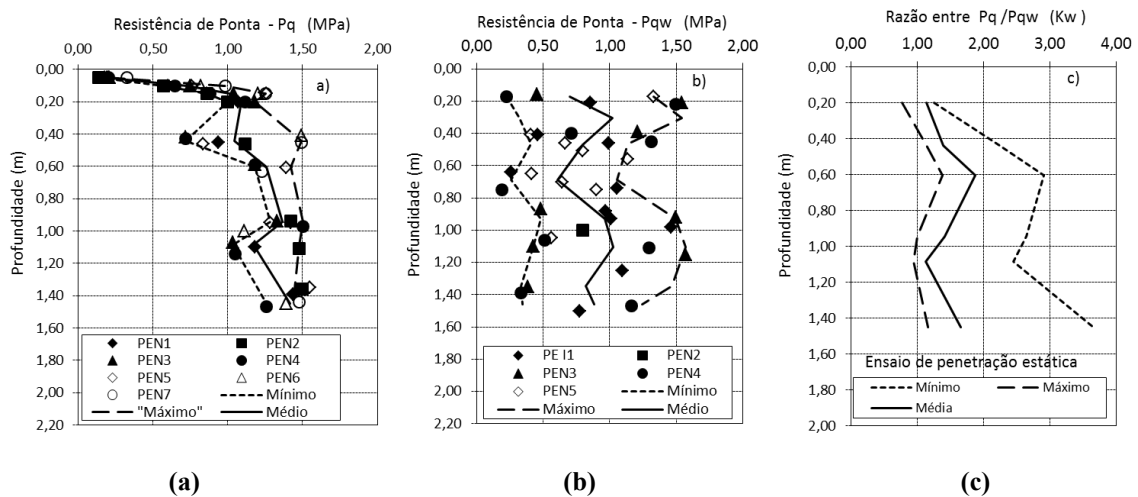 Resistência de Ponta - Pq (MPa)
0,00 0,50 1,00 1,50 2,00
a)
Profundidade (m)
0,00
0,20
0,40
0,60
0,80
1,00
1,20
1,40
1,60
1,80
2,00
2,20
PEN1 PEN2
PEN3 PEN4
PEN5 PEN6
PEN7 Mínimo
"Máximo" Médio
(a)
Resistência de Ponta - Pqw (MPa)
0,00 0,50 1,00 1,50 2,00
b)
Profundidade (m)
0,00
0,20
0,40
0,60
0,80
1,00
1,20
1,40
1,60
1,80
2,00
2,20
PE I1 PEN2
PEN3 PEN4
PEN5 Mínimo
Máximo Médio
(b)
Razão entre Pq /Pqw (Kw )
0,00 1,00 2,00 3,00 4,00
c)
Profundidade (m)
0,00
0,20
0,40
0,60
0,80
1,00
1,20
1,40
1,60
1,80
2,00
Ensaio de penetração estática
Mínimo Máximo
Média
(c)